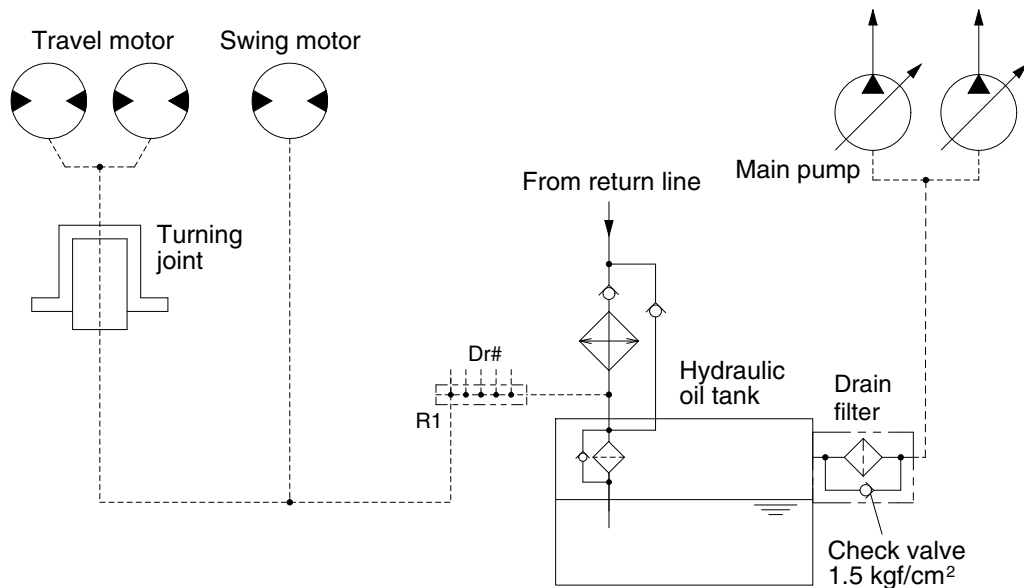 Travel motor
Swing motor
Main pump
From return line
Turning
joint
Dr#
R1
Hydraulic
oil tank
Drain
filter
Check valve
1.5 kgf/cm²